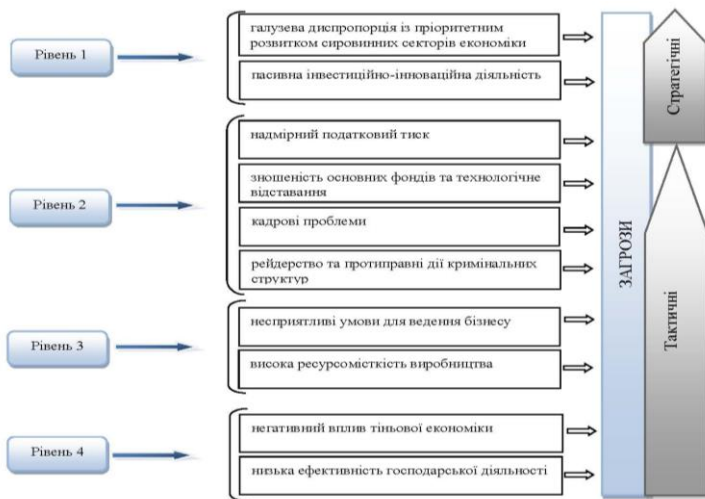 Рівень 1
галузева диспропорція із пріоритетним
розвитком сировинних секторів економіки
пасивна інвестиційно-інноваційна діяльність
Рівень 2
надмірний податковий тиск
зношеність основних фондів та технологічне
відставання
кадрові проблеми
рейдерство та протиправні дії кримінальних
структур
Рівень 3
несприятливі умови для ведення бізнесу
висока ресурсомісткість виробництва
Рівень 4
негативний вплив тіньової економіки
низька ефективність господарської діяльності
ЗАГРОЗИ
Стратегічні
Тактичні